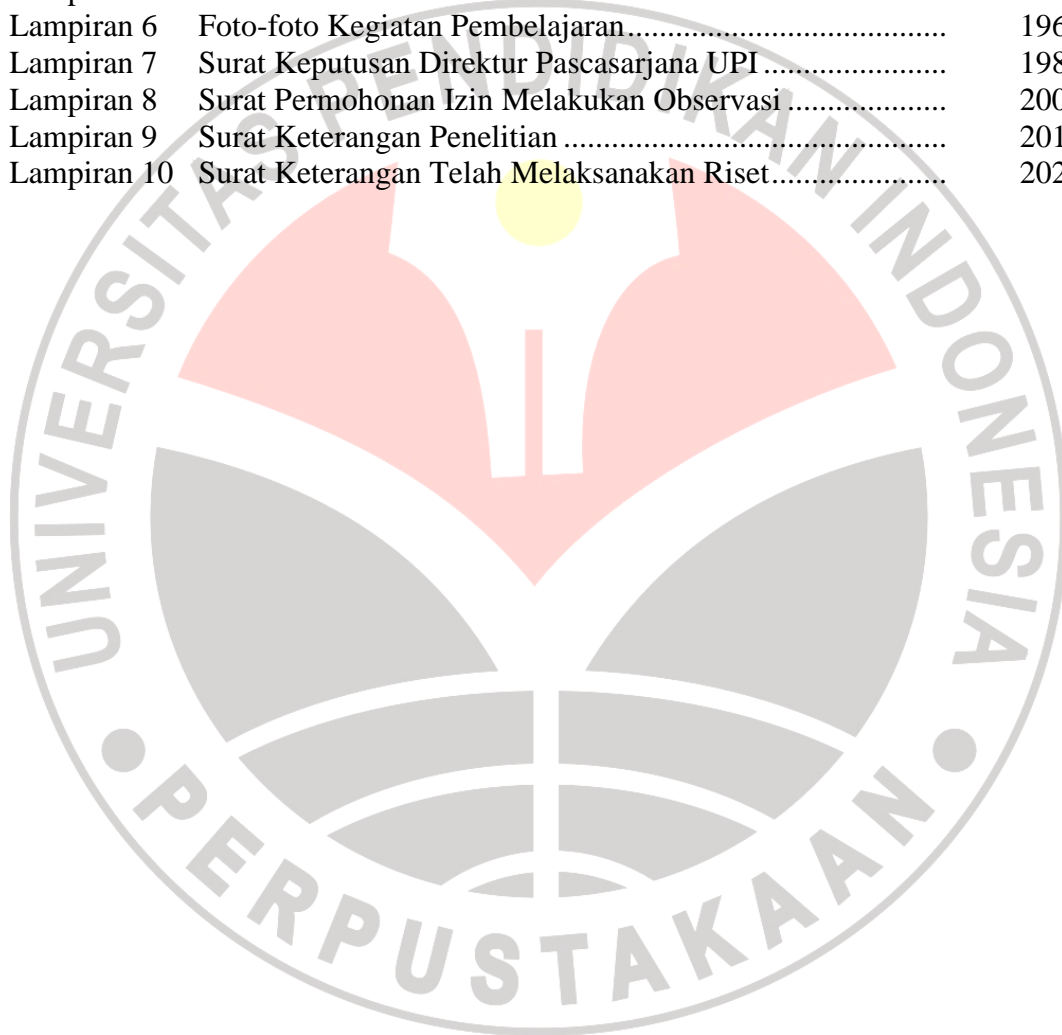 Lampiran 6 Foto-foto Kegiatan Pembelajaran................................... 196
Lampiran 7 Surat Keputusan Direktur Pascasarjana UPI .................... 198
Lampiran 8 Surat Permohonan Izin Melakukan Observasi .................... 200
Lampiran 9 Surat Keterangan Penelitian .......................................... 201
Lampiran 10 Surat Keterangan Telah Melaksanakan Riset................... 202
UNIVERSITAS PENDIDIKAN INDONESIA
PERPUSTAKAAN